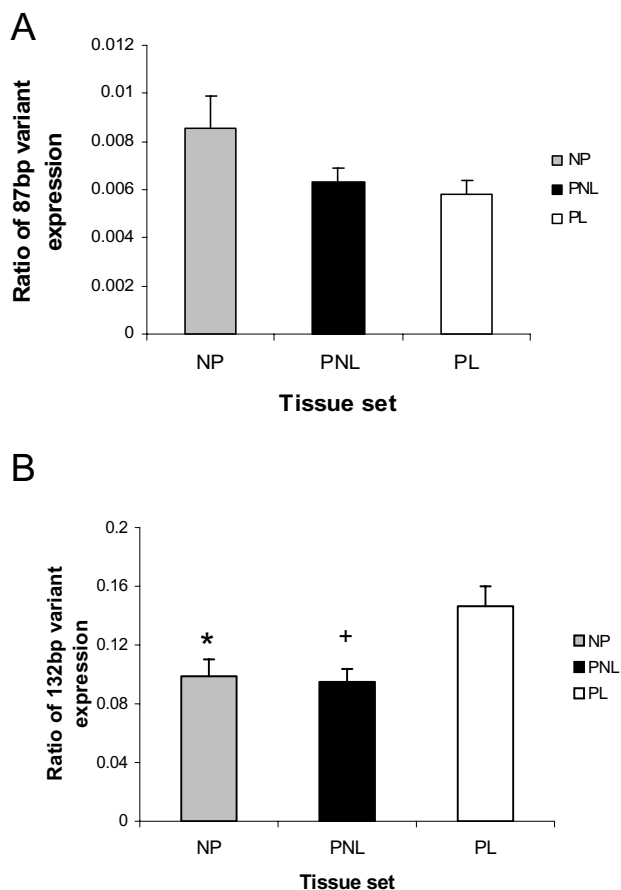 A
Ratio of 87bp variant
expression
0.012
0.01
0.008
0.006
0.004
0.002
0
NP
PNL
PL
NP
PNL
PL
Tissue set
B
Ratio of 132bp variant
expression
0.2
0.16
0.12
0.08
0.04
0
*
+
NP
PNL
PL
NP
PNL
PL
Tissue set